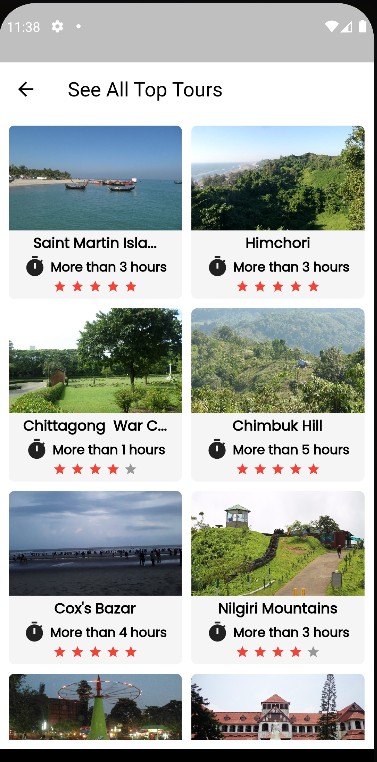 11:38
See All Top Tours
Saint Martin Isla...
Himchori
More than 3 hours
More than 3 hours
Chittagong  War C...
Chimbuk Hill
More than 1 hours
More than 5 hours
Cox's Bazar
Nilgiri Mountains
More than 4 hours
More than 3 hours